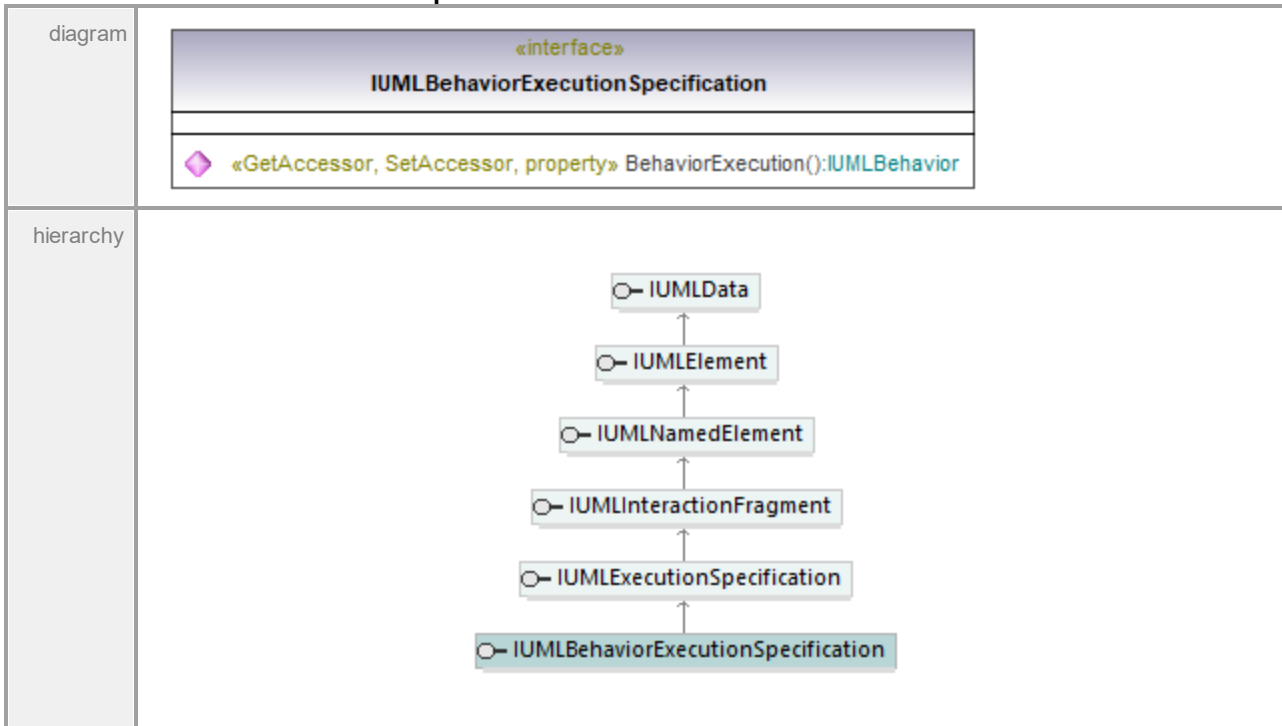 diagram
«interface»
IUMLBehaviorExecutionSpecification
«GetAccessor, SetAccessor, property» BehaviorExecution():IUMLBehavior
hierarchy
IUMLData
IUMLElement
IUMLNamedElement
IUMLInteractionFragment
IUMLExecutionSpecification
IUMLBehaviorExecutionSpecification